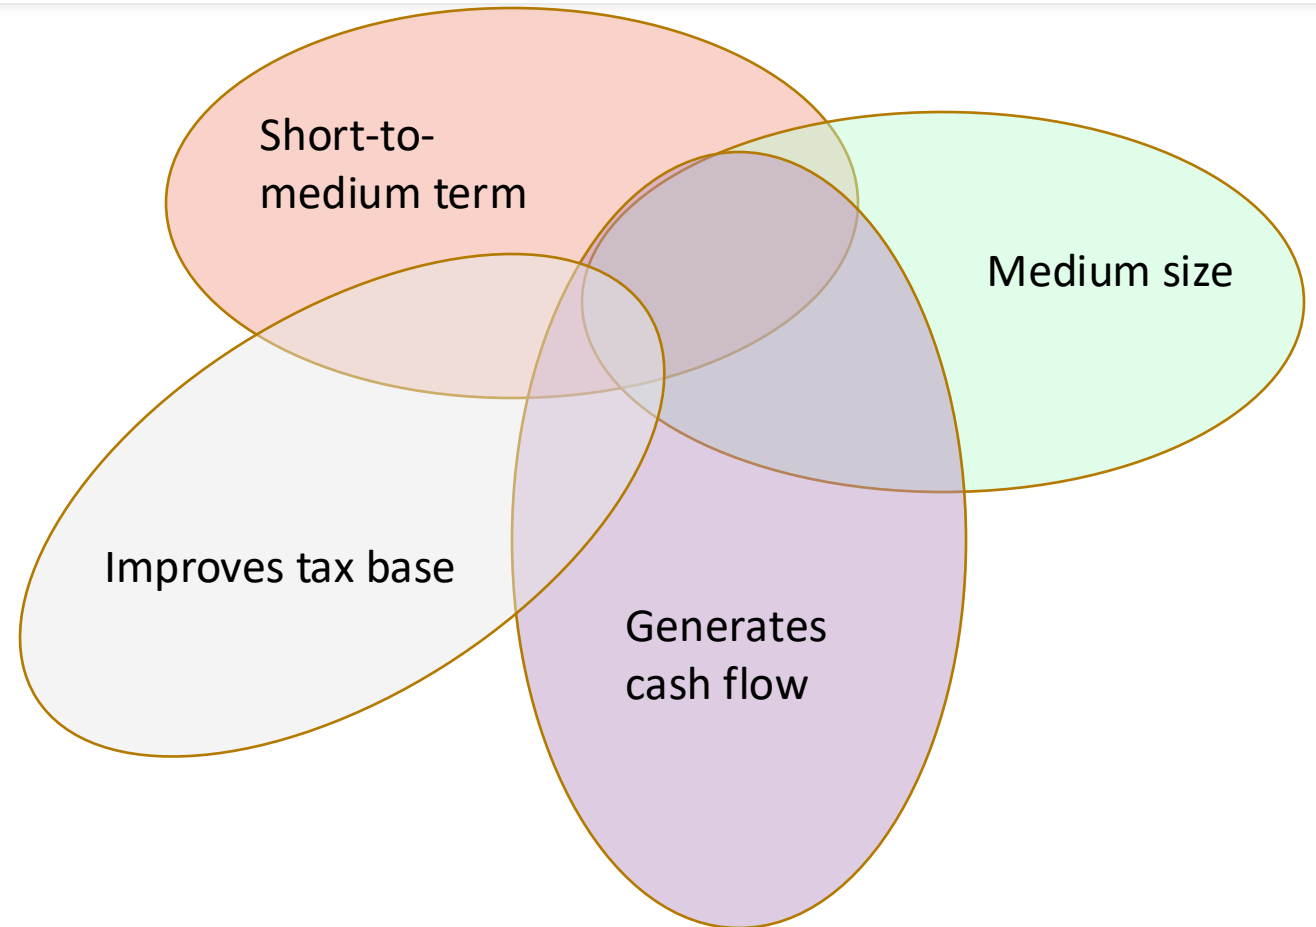 Short-to-
medium term
Medium size
Improves tax base
Generates
cash flow